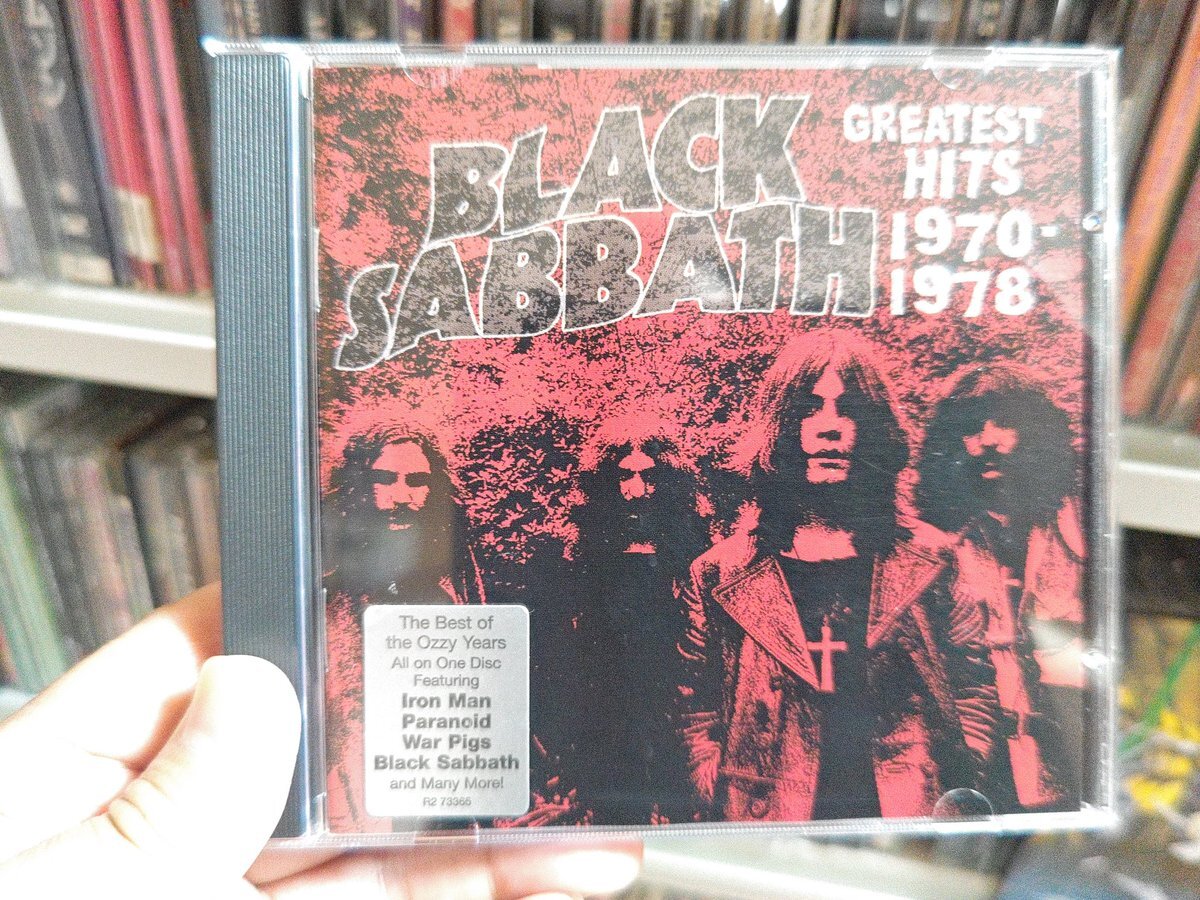 BLACK
SABBATH
GREATEST
HITS
1970-
1978
The Best of
the Ozzy Years
All on One Disc
Featuring
Iron Man
Paranoid
War Pigs
Black Sabbath
and Many More!
R2 73365